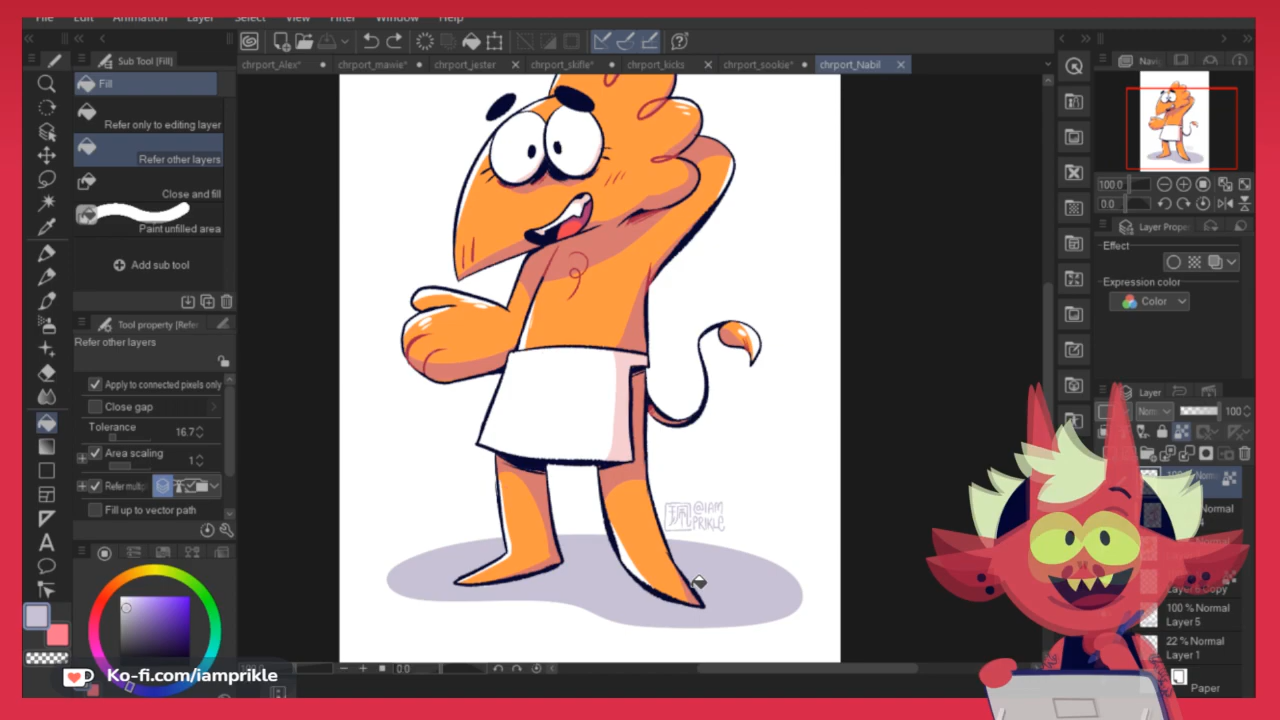 File Edit Animation Layer Select View Filter Window Help
Sub Tool [Fill]
chrport_Alex* chrport_mawie* chrport_jester chrport_skifle* chrport_kicks chrport_sookie* chrport_Nabil
Fill
Refer only to editing layer
Refer other layers
Close and fill
Paint unfilled area
Add sub tool
Tool property [Refer
Refer other layers
Apply to connected pixels only
Close gap
Tolerance
16.7
Area scaling
1
Fill up to vector path
100.0
0.0
Effect
Expression color
Color
Layer
100
@IAM
PRIKLE
Normal
100 % Normal
Layer 5
22 % Normal
Layer 1
Paper
Ko-fi.com/iamprikle